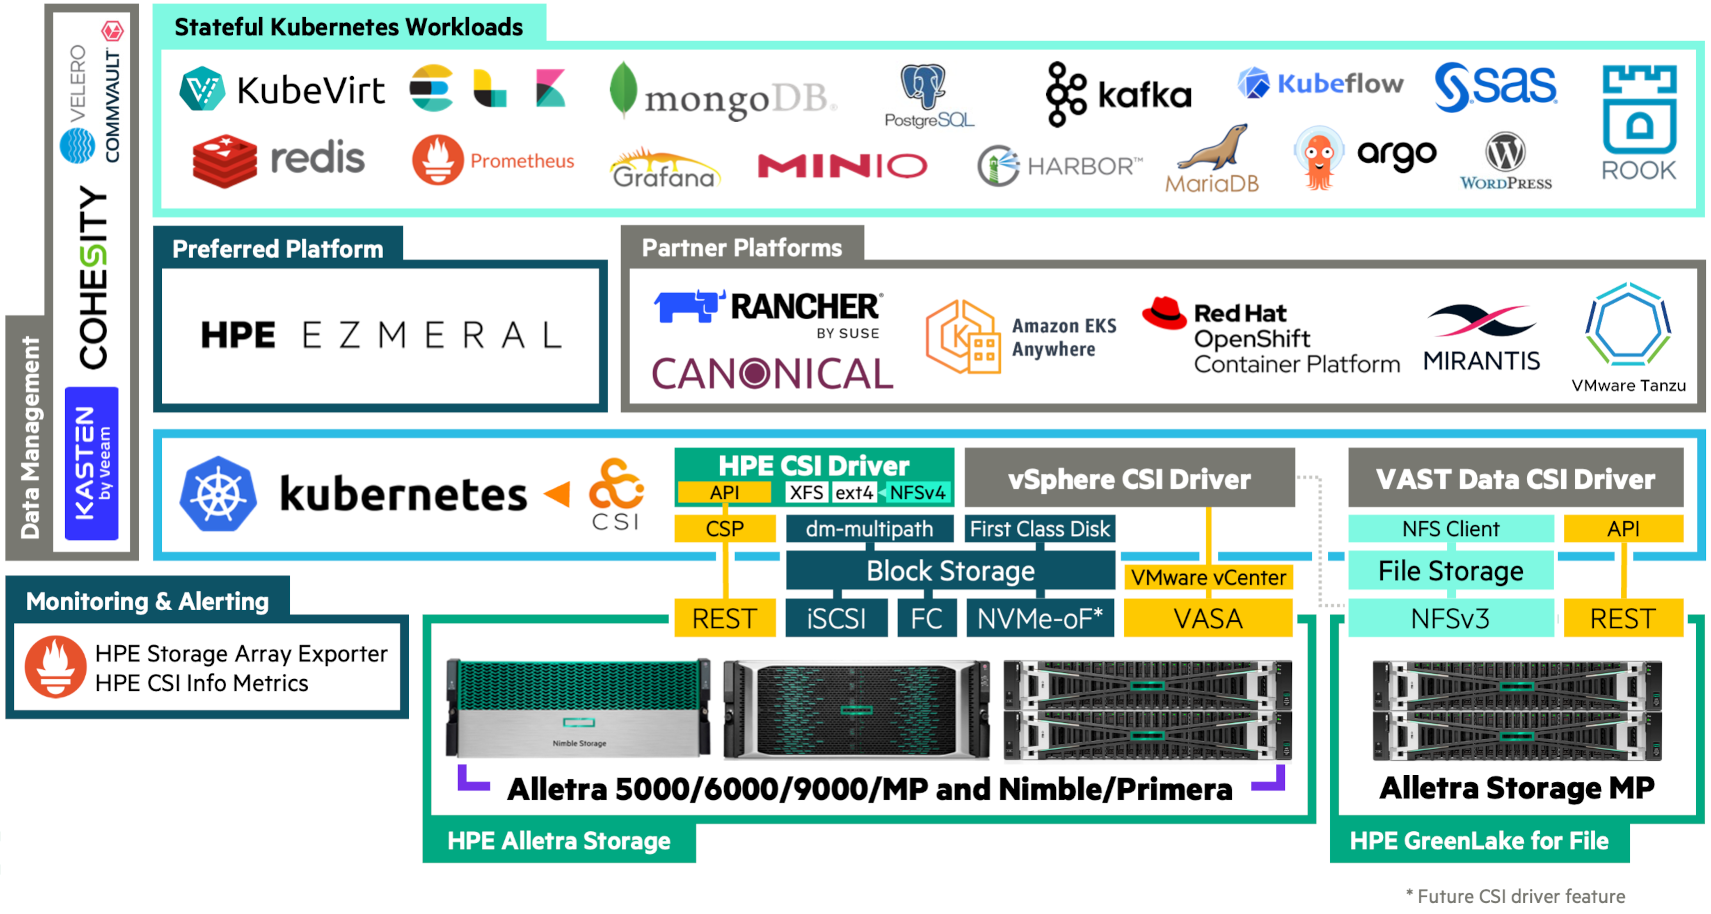 Stateful Kubernetes Workloads
KubeVirt
mongoDB®
PostgreSQL
kafka
Kubeflow
sas
ROOK
redis
Prometheus
Grafana
MINIO
HARBOR™
MariaDB
argo
WORDPRESS
Data Management
VELERO
COMMVAULT
COHESITY
KASTEN
by Veeam
Preferred Platform
HPE EZMERAL
Partner Platforms
RANCHER®
BY SUSE
CANONICAL
Amazon EKS
Anywhere
Red Hat
OpenShift
Container Platform
MIRANTIS
VMware Tanzu
kubernetes
CSI
HPE CSI Driver
API
XFS
ext4
NFSv4
CSP
dm-multipath
First Class Disk
Block Storage
REST
iSCSI
FC
NVMe-oF*
vSphere CSI Driver
VMware vCenter
VASA
VAST Data CSI Driver
NFS Client
API
File Storage
NFSv3
REST
Monitoring & Alerting
HPE Storage Array Exporter
HPE CSI Info Metrics
Nimble Storage
Alletra 5000/6000/9000/MP and Nimble/Primera
HPE Alletra Storage
Alletra Storage MP
HPE GreenLake for File
* Future CSI driver feature